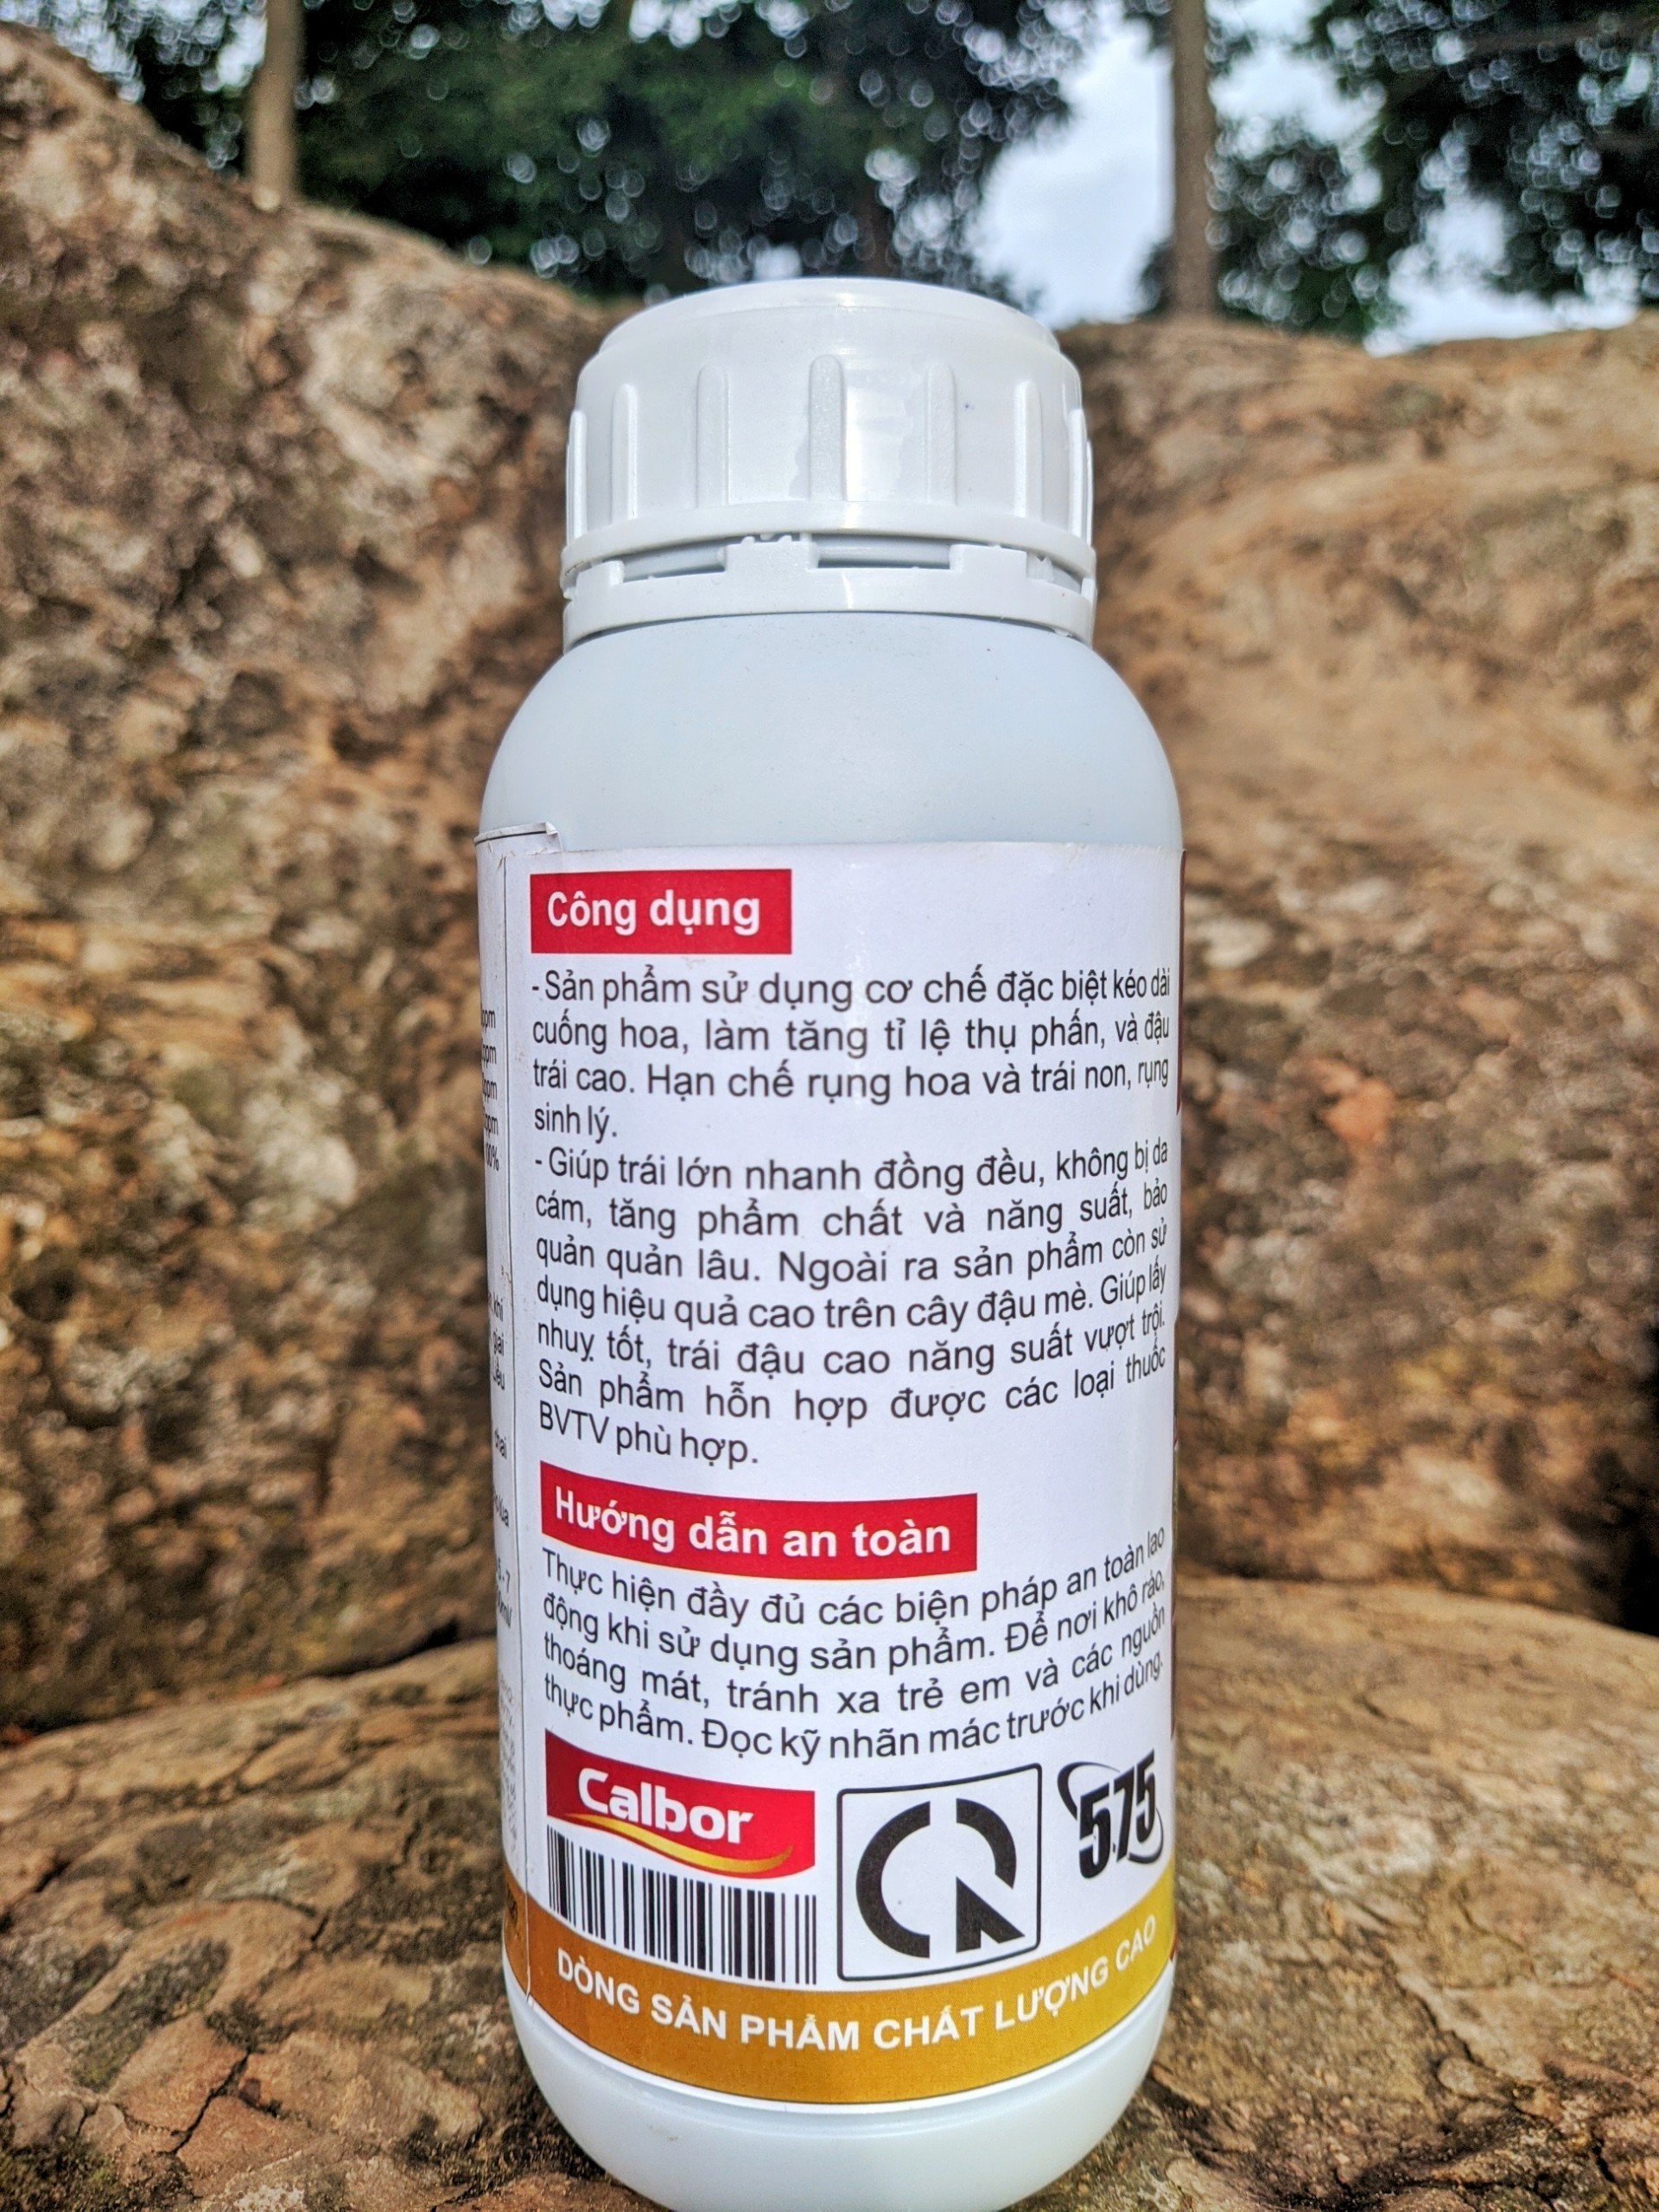 Công dụng
- Sản phẩm sử dụng cơ chế đặc biệt kéo dài
cuống hoa, làm tăng tỉ lệ thụ phấn, và đậu
trái cao. Hạn chế rụng hoa và trái non, rụng
sinh lý.
- Giúp trái lớn nhanh đồng đều, không bị da
cám, tăng phẩm chất và năng suất, bảo
quản quản lâu. Ngoài ra sản phẩm còn sử
dụng hiệu quả cao trên cây đậu mè. Giúp lấy
nhuỵ tốt, trái đậu cao năng suất vượt trội.
Sản phẩm hỗn hợp được các loại thuốc
BVTV phù hợp.
Hướng dẫn an toàn
Thực hiện đầy đủ các biện pháp an toàn lao
động khi sử dụng sản phẩm. Để nơi khô ráo,
thoáng mát, tránh xa trẻ em và các nguồn
thực phẩm. Đọc kỹ nhãn mác trước khi dùng.
Calbor
575
DÒNG SẢN PHẨM CHẤT LƯỢNG CAO